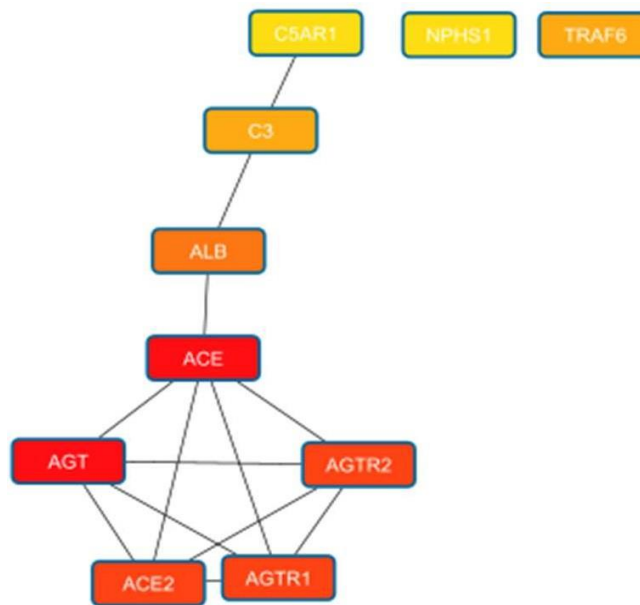 C5AR1
NPHS1
TRAF6
C3
ALB
ACE
AGT
AGTR2
ACE2
AGTR1